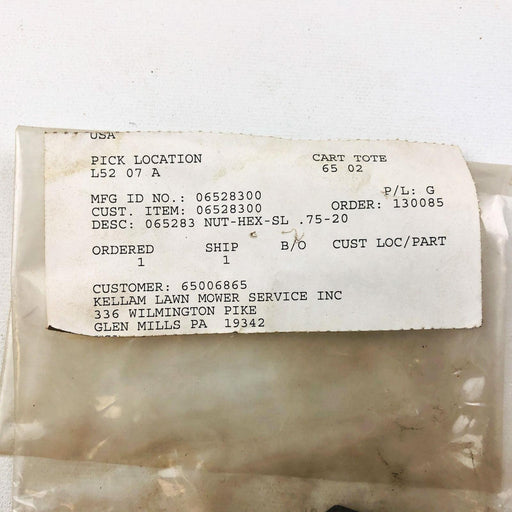 USA
PICK LOCATION CART TOTE
L52 07 A 65 02
P/L: G
MFG ID NO.: 06528300
CUST. ITEM: 06528300 ORDER: 130085
DESC: 065283 NUT-HEX-SL .75-20
ORDERED SHIP B/O CUST LOC/PART
1 1
CUSTOMER: 65006865
KELLAM LAWN MOWER SERVICE INC
336 WILMINGTON PIKE
GLEN MILLS PA 19342